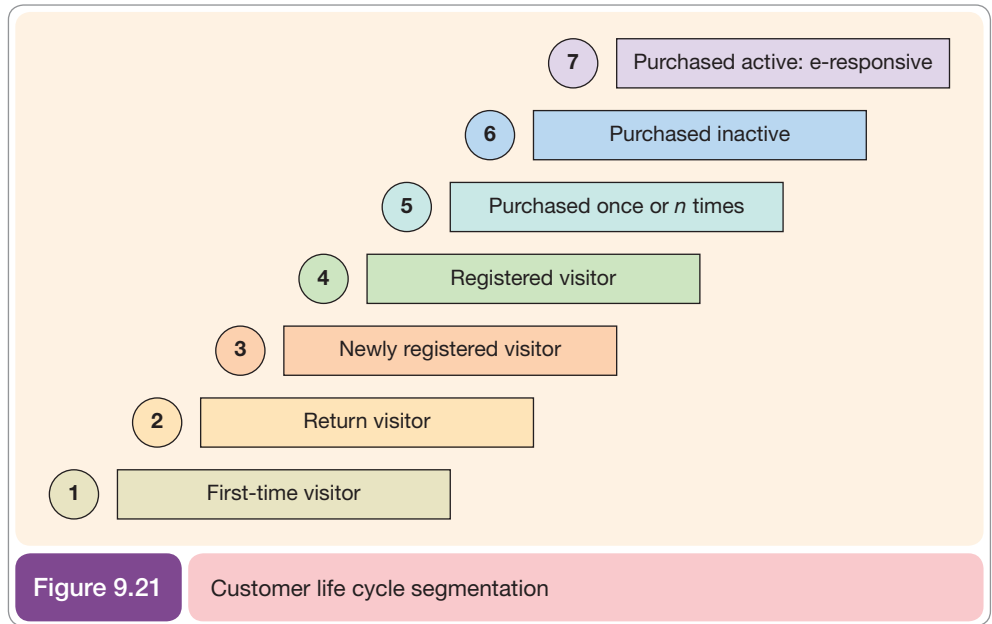 7 Purchased active: e-responsive
6 Purchased inactive
5 Purchased once or n times
4 Registered visitor
3 Newly registered visitor
2 Return visitor
1 First-time visitor
Figure 9.21 Customer life cycle segmentation